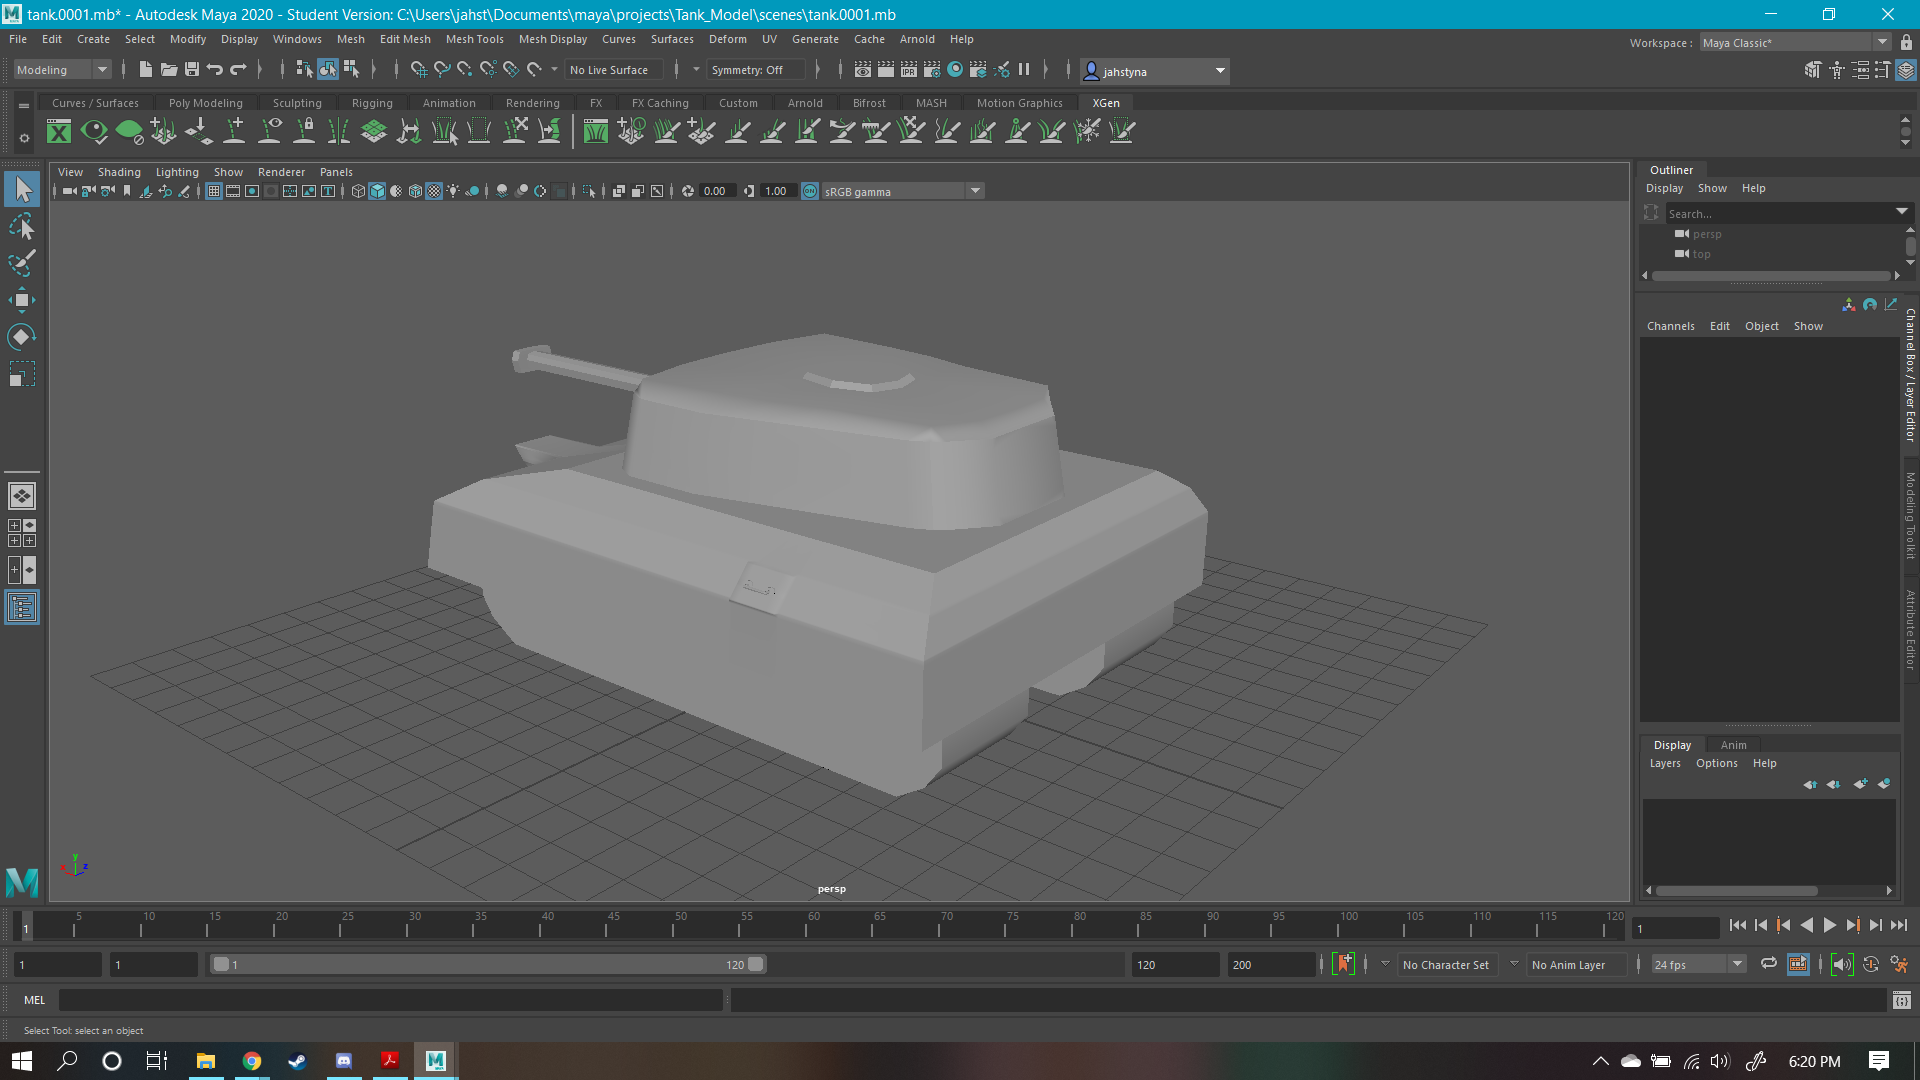 tank.0001.mb* - Autodesk Maya 2020 - Student Version: C:\Users\jahst\Documents\maya\projects\Tank_Model\scenes\tank.0001.mb
File Edit Create Select Modify Display Windows Mesh Edit Mesh Mesh Tools Mesh Display Curves Surfaces Deform UV Generate Cache Arnold Help
Workspace : Maya Classic*
Modeling No Live Surface Symmetry: Off IPR jahstyna
Curves / Surfaces Poly Modeling Sculpting Rigging Animation Rendering FX FX Caching Custom Arnold Bifrost MASH Motion Graphics XGen
View Shading Lighting Show Renderer Panels
0.00 1.00 ON sRGB gamma
Outliner
Display Show Help
Search...
persp
top
Channels Edit Object Show
Channel Box / Layer Editor
Modeling Toolkit
Attribute Editor
Display Anim
Layers Options Help
y
x z
persp
5 10 15 20 25 30 35 40 45 50 55 60 65 70 75 80 85 90 95 100 105 110 115 120
1 1
1 1 1 120 120 200 No Character Set No Anim Layer 24 fps
MEL
Select Tool: select an object
6:20 PM